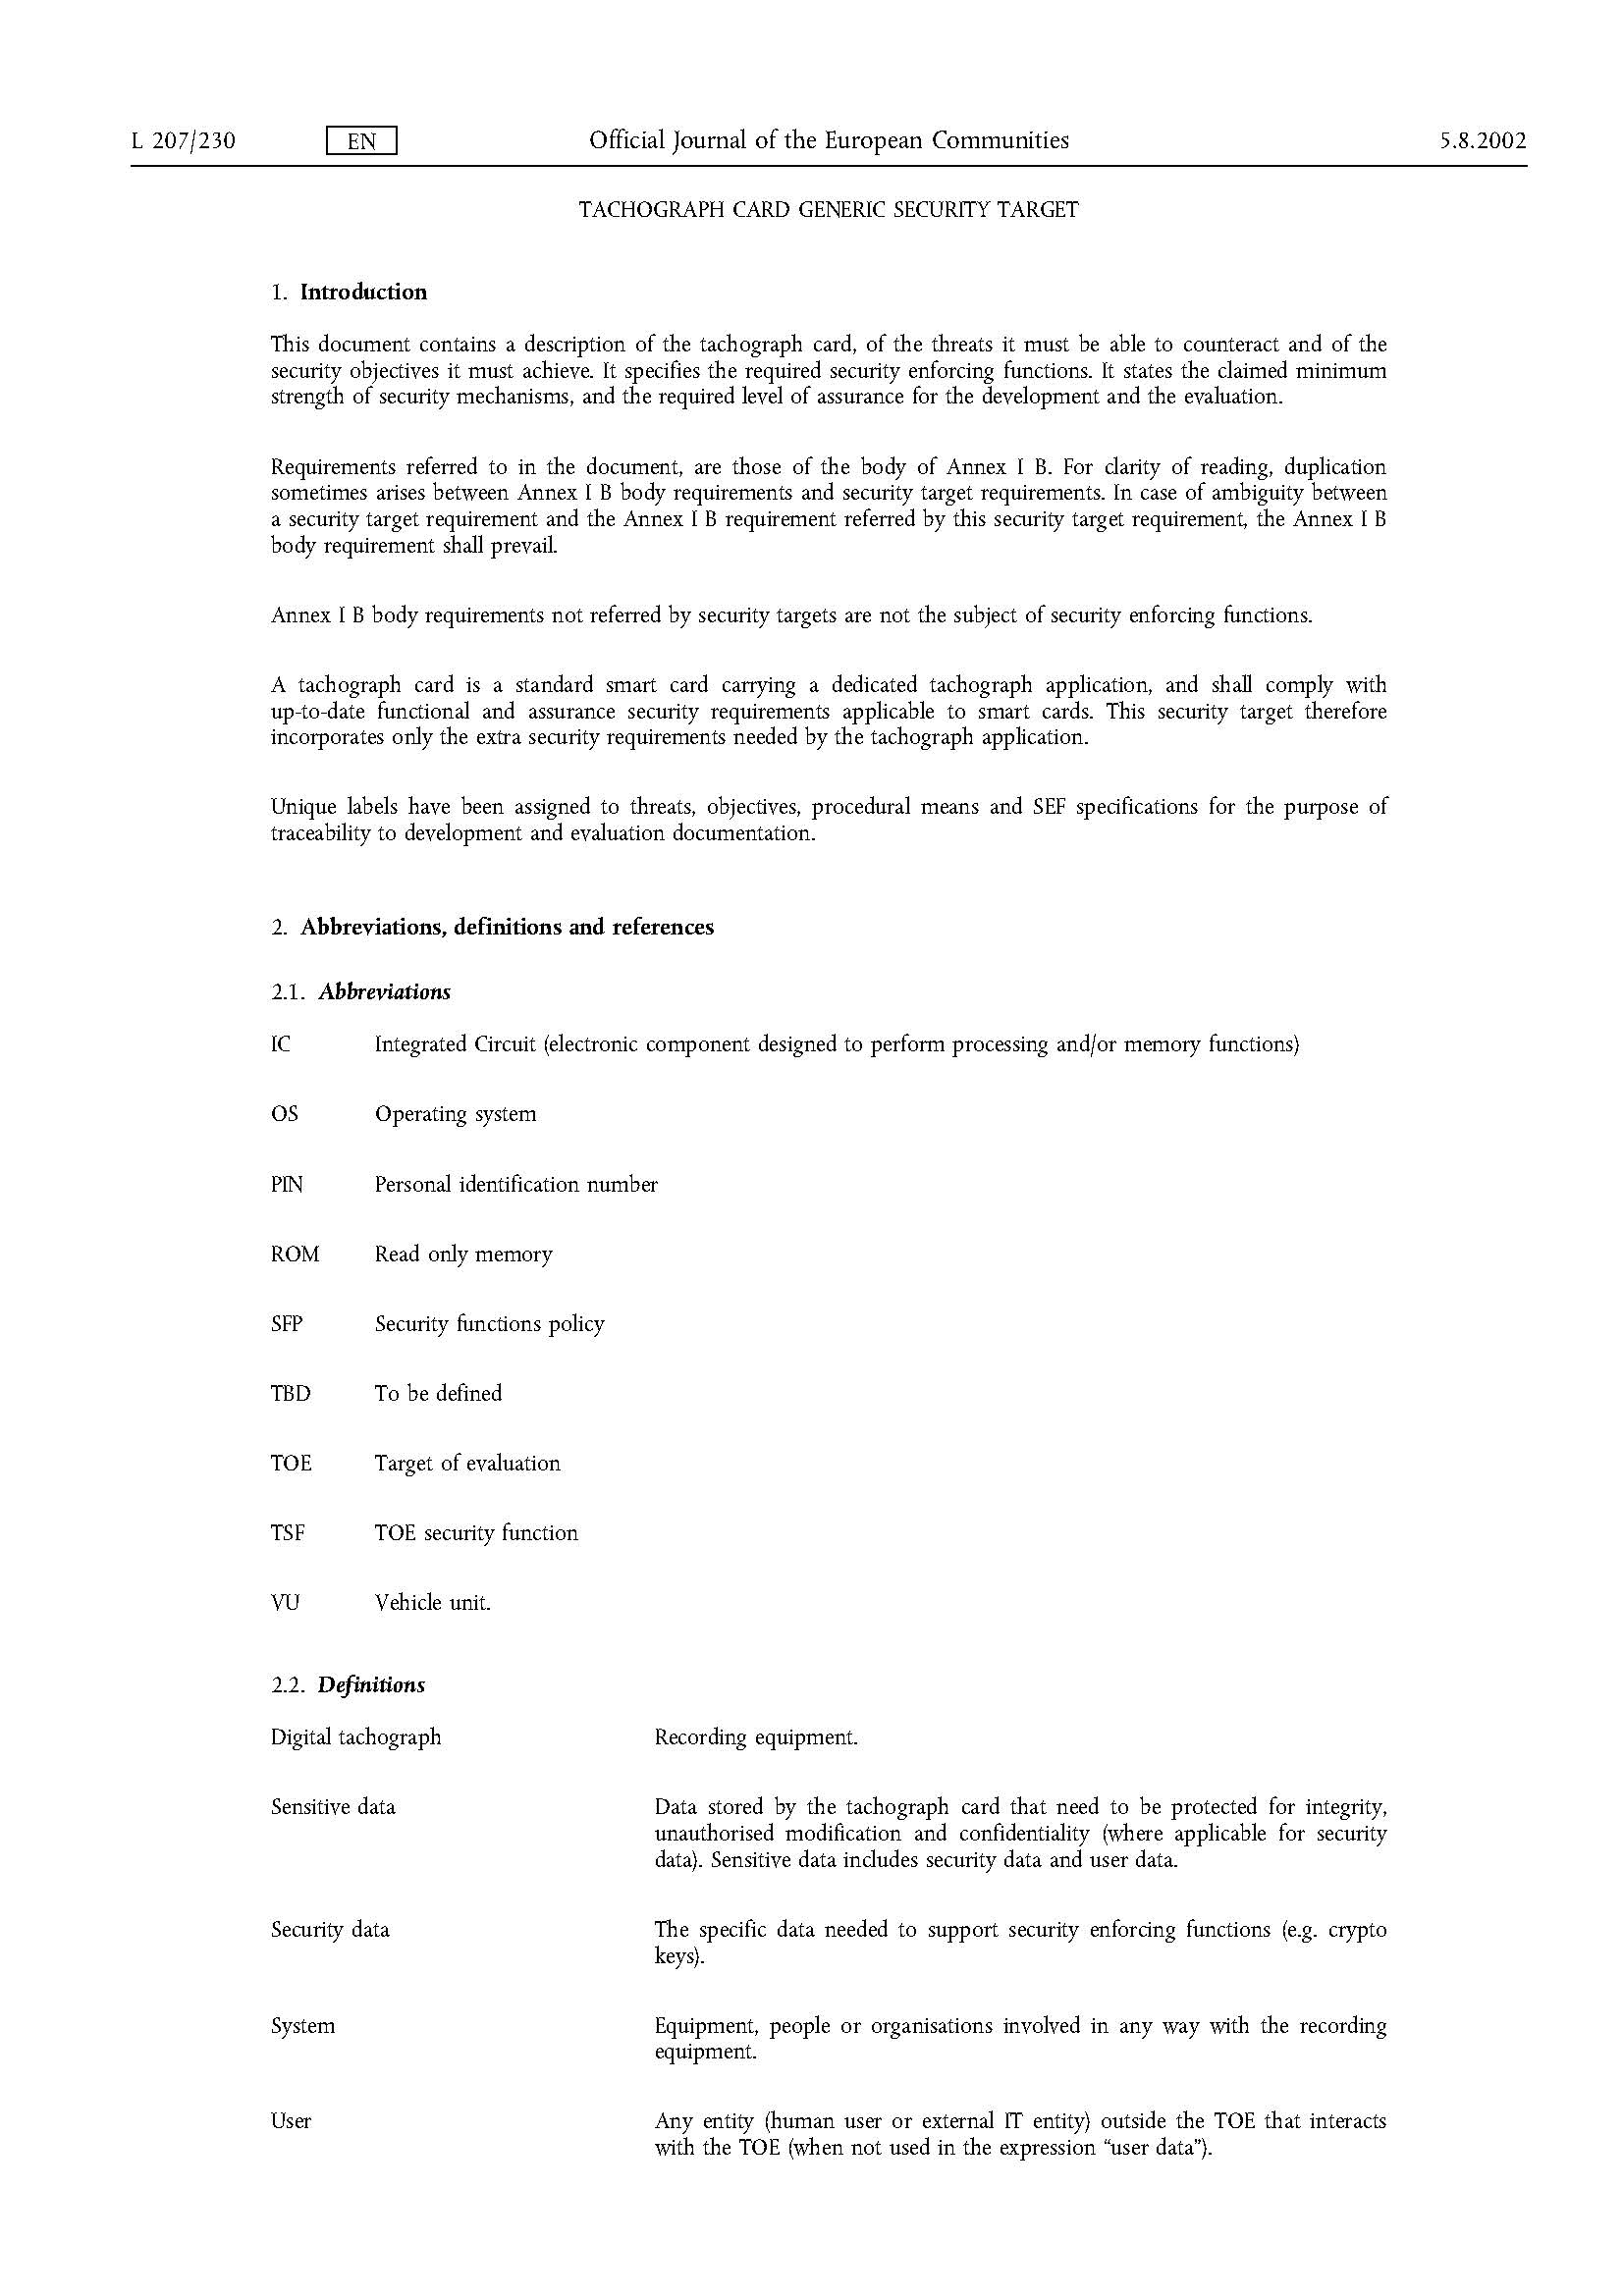 L 207/230 EN Official Journal of the European Communities 5.8.2002
TACHOGRAPH CARD GENERIC SECURITY TARGET
1. Introduction
This document contains a description of the tachograph card, of the threats it must be able to counteract and of the
security objectives it must achieve. It specifies the required security enforcing functions. It states the claimed minimum
strength of security mechanisms, and the required level of assurance for the development and the evaluation.
Requirements referred to in the document, are those of the body of Annex I B. For clarity of reading, duplication
sometimes arises between Annex I B body requirements and security target requirements. In case of ambiguity between
a security target requirement and the Annex I B requirement referred by this security target requirement, the Annex I B
body requirement shall prevail.
Annex I B body requirements not referred by security targets are not the subject of security enforcing functions.
A tachograph card is a standard smart card carrying a dedicated tachograph application, and shall comply with
up-to-date functional and assurance security requirements applicable to smart cards. This security target therefore
incorporates only the extra security requirements needed by the tachograph application.
Unique labels have been assigned to threats, objectives, procedural means and SEF specifications for the purpose of
traceability to development and evaluation documentation.
2. Abbreviations, definitions and references
2.1. Abbreviations
IC Integrated Circuit (electronic component designed to perform processing and/or memory functions)
OS Operating system
PIN Personal identification number
ROM Read only memory
SFP Security functions policy
TBD To be defined
TOE Target of evaluation
TSF TOE security function
VU Vehicle unit.
2.2. Definitions
Digital tachograph Recording equipment.
Sensitive data Data stored by the tachograph card that need to be protected for integrity,
unauthorised modification and confidentiality (where applicable for security
data). Sensitive data includes security data and user data.
Security data The specific data needed to support security enforcing functions (e.g. crypto
keys).
System Equipment, people or organisations involved in any way with the recording
equipment.
User Any entity (human user or external IT entity) outside the TOE that interacts
with the TOE (when not used in the expression “user data”).